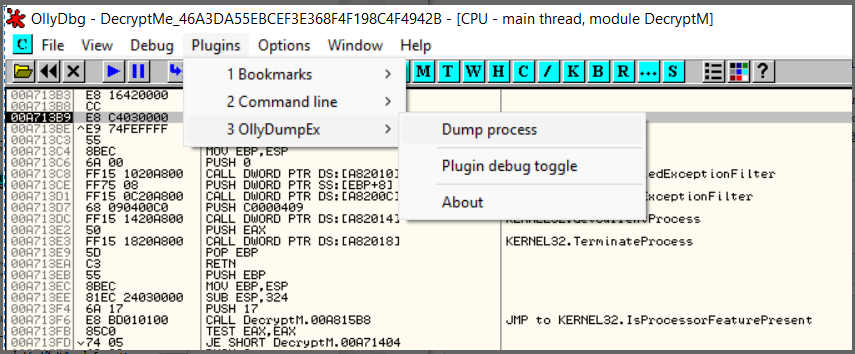 OllyDbg - DecryptMe_46A3DA55EBCEF3E368F4F198C4F4942B - [CPU - main thread, module DecryptM]
C File View Debug Plugins Options Window Help
M T W H C / K B R ... S ?
1 Bookmarks
2 Command line
3 OllyDumpEx
Dump process
Plugin debug toggle
About
00A713B3 E8 16420000
00A713B8 CC
00A713B9 E8 C4030000
00A713BE ^E9 74FEFFFF
00A713C3 55
00A713C4 8BEC MOV EBP,ESP
00A713C6 6A 00 PUSH 0
00A713C8 FF15 1020A800 CALL DWORD PTR DS:[A82010] edExceptionFilter
00A713CE FF75 08 PUSH DWORD PTR SS:[EBP+8]
00A713D1 FF15 0C20A800 CALL DWORD PTR DS:[A8200C] xceptionFilter
00A713D7 68 090400C0 PUSH C0000409
00A713DC FF15 1420A800 CALL DWORD PTR DS:[A82014] KERNEL32.GetCurrentProcess
00A713E2 50 PUSH EAX
00A713E3 FF15 1820A800 CALL DWORD PTR DS:[A82018] KERNEL32.TerminateProcess
00A713E9 5D POP EBP
00A713EA C3 RETN
00A713EB 55 PUSH EBP
00A713EC 8BEC MOV EBP,ESP
00A713EE 81EC 24030000 SUB ESP,324
00A713F4 6A 17 PUSH 17
00A713F6 E8 BD010100 CALL DecryptM.00A815B8 JMP to KERNEL32.IsProcessorFeaturePresent
00A713FB 85C0 TEST EAX,EAX
00A713FD 74 05 JE SHORT DecryptM.00A71404